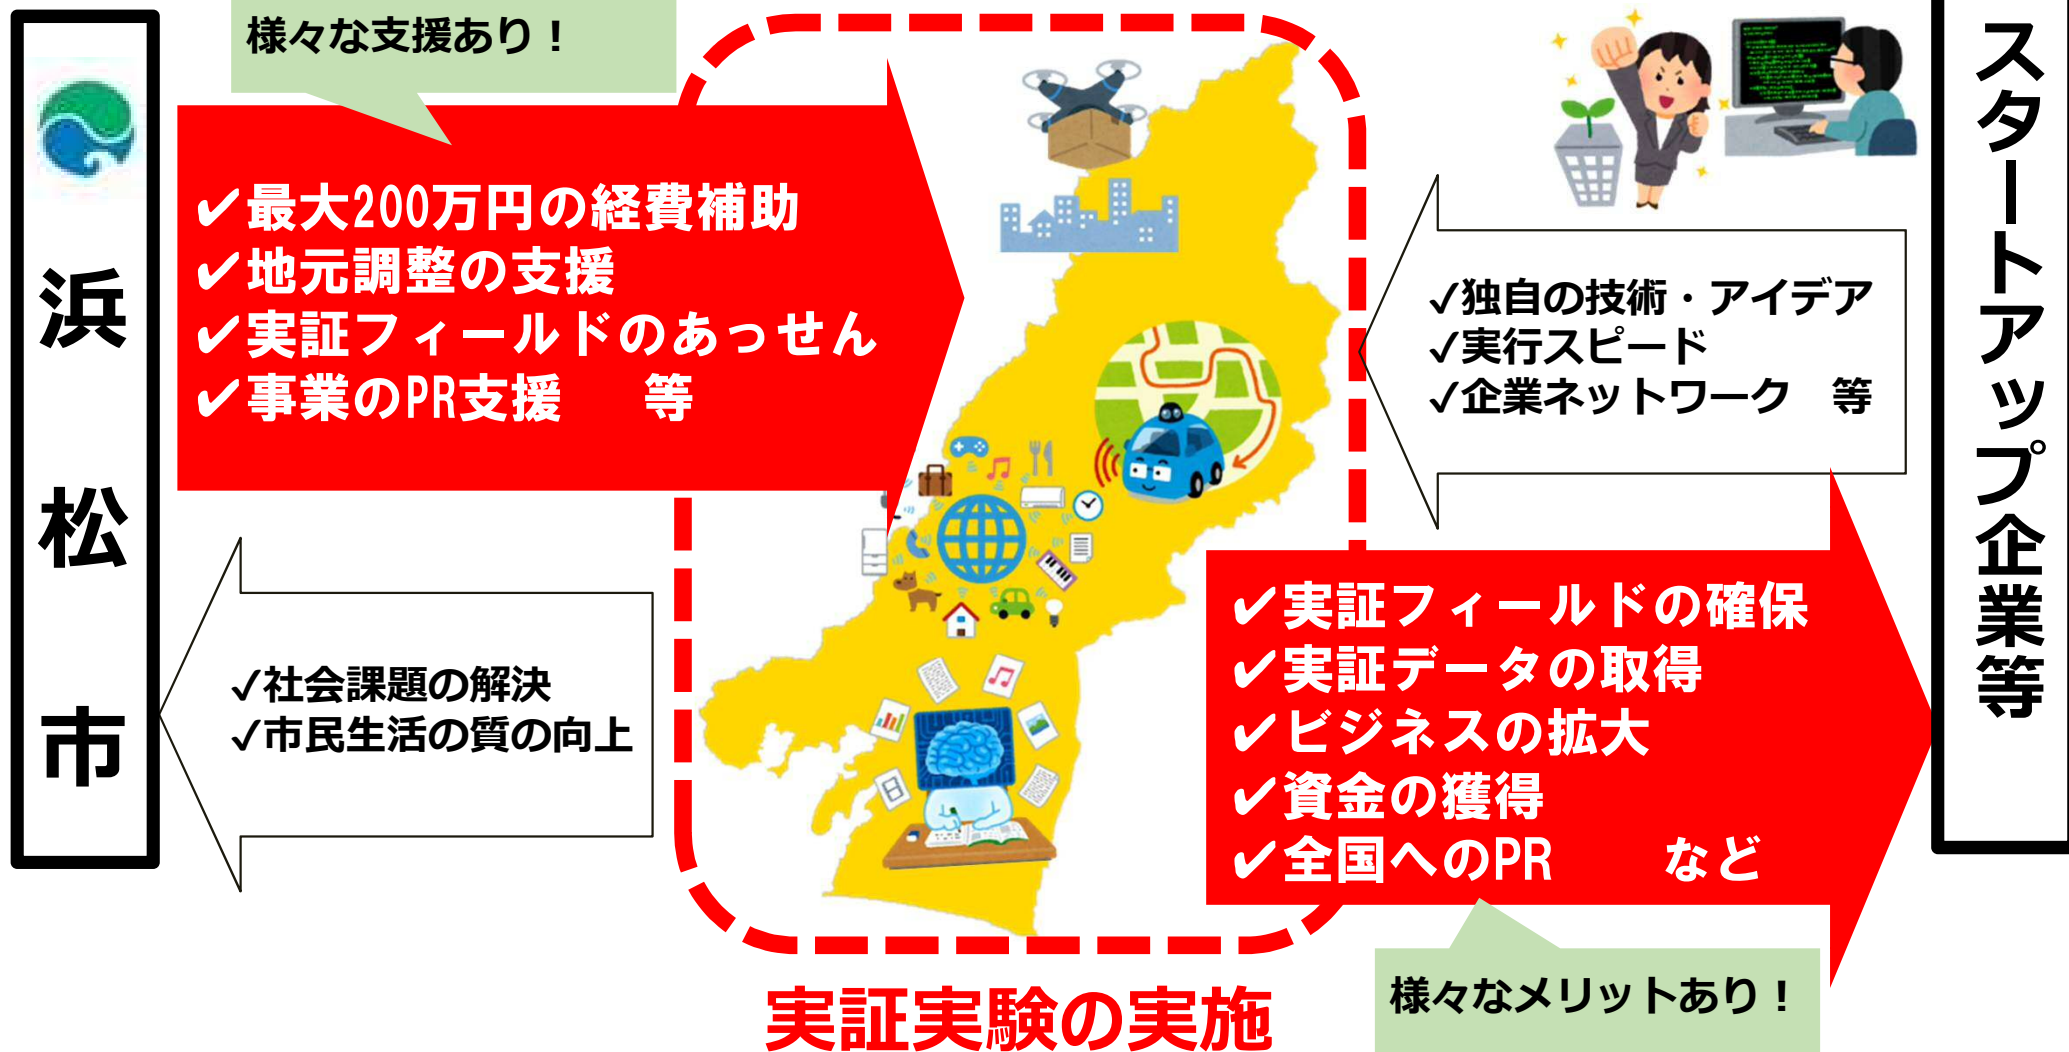 浜松市
様々な支援あり！
✔最大200万円の経費補助
✔地元調整の支援
✔実証フィールドのあっせん
✔事業のPR支援　等
✓社会課題の解決
✓市民生活の質の向上
実証実験の実施
✓独自の技術・アイデア
✓実行スピード
✓企業ネットワーク　等
✔実証フィールドの確保
✔実証データの取得
✔ビジネスの拡大
✔資金の獲得
✔全国へのPR　など
様々なメリットあり！
スタートアップ企業等